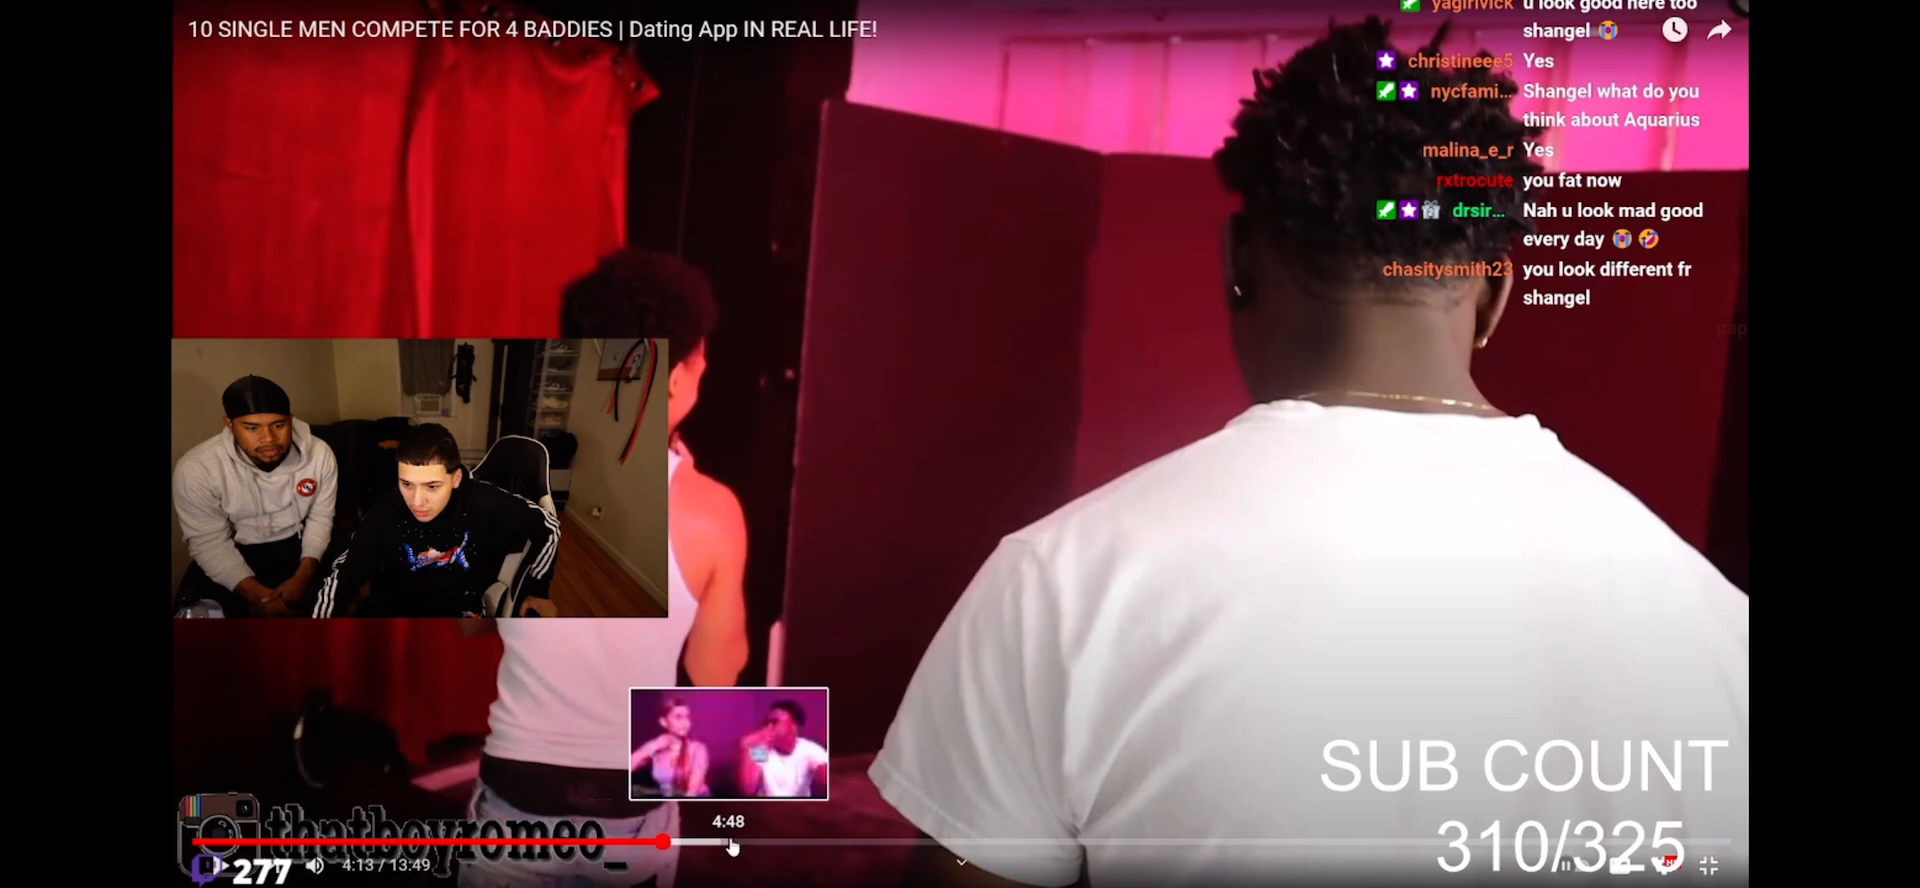 10 SINGLE MEN COMPETE FOR 4 BADDIES | Dating App IN REAL LIFE!
yagirlvick u look good here too
shangel 😭
christineee5 Yes
nycfami... Shangel what do you
think about Aquarius
malina_e_r Yes
rxtrocute you fat now
drsir... Nah u look mad good
every day 😭 🤣
chasitysmith23 you look different fr
shangel
pap
SUB COUNT
310/325
4:48
thatboyromeo_
277
4:13 / 13:49